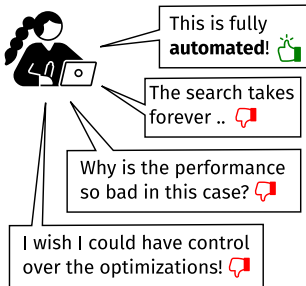 This is fully
automated!
The search takes
forever ..
Why is the performance
so bad in this case?
I wish I could have control
over the optimizations!